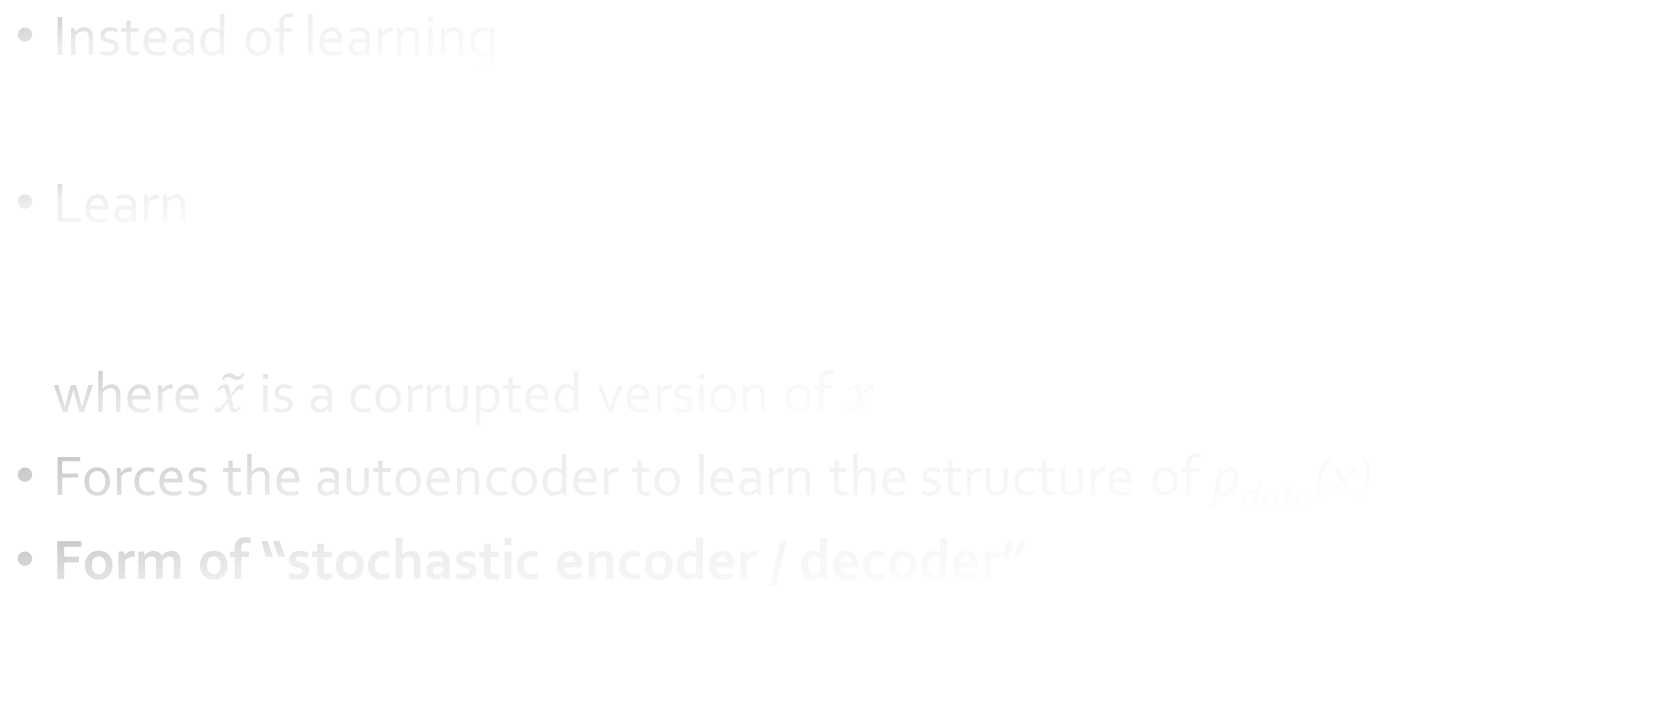 • Instead of learning
• Learn
where x̃ is a corrupted version of x
• Forces the autoencoder to learn the structure of p_data(x)
• Form of “stochastic encoder / decoder”